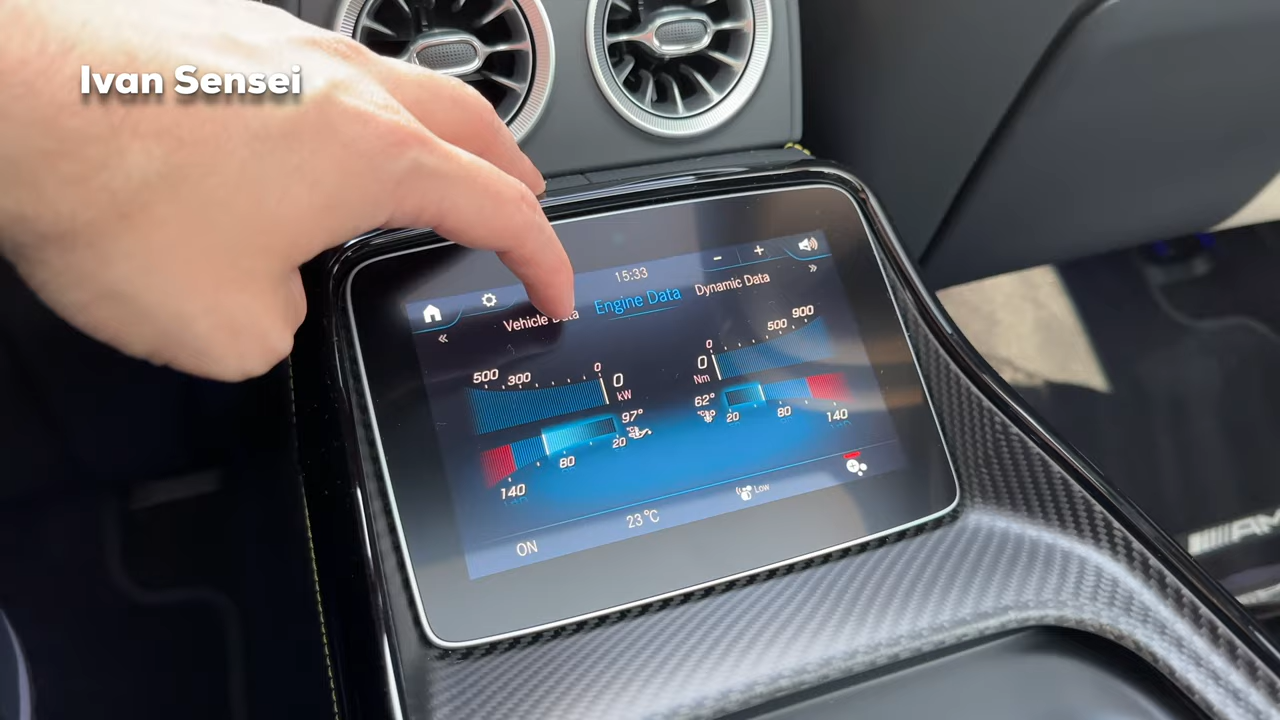 Ivan Sensei
15:33
- +
Vehicle Data Engine Data Dynamic Data
« »
500 300 0 0 kW
0 500 900
0 Nm
97°
20 80 140
62°
20 80 140
ON 23°C Low
AM